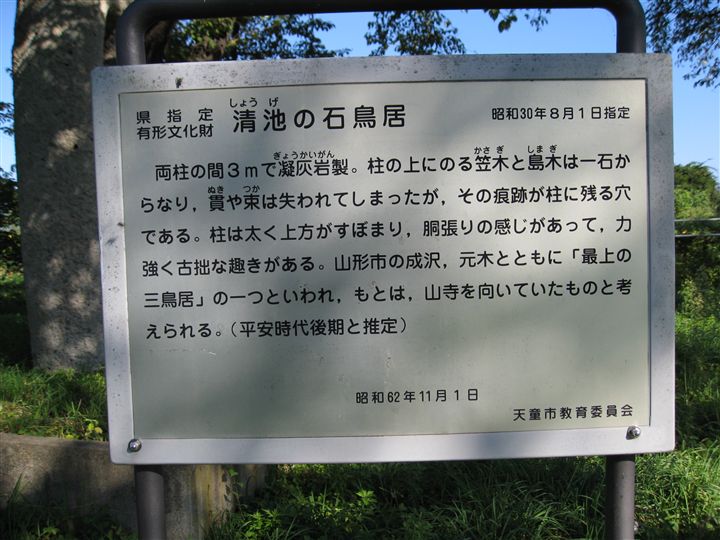 県指定
有形文化財
しょう げ
清池の石鳥居
昭和30年8月1日指定
ぎょうかいがん かさ ぎ しま ぎ
両柱の間3mで凝灰岩製。柱の上にのる笠木と島木は一石か
ぬき つか
らなり，貫や束は失われてしまったが，その痕跡が柱に残る穴
である。柱は太く上方がすぼまり，胴張りの感じがあって，力
強く古拙な趣きがある。山形市の成沢，元木とともに「最上の
三鳥居」の一つといわれ，もとは，山寺を向いていたものと考
えられる。（平安時代後期と推定）
昭和62年11月1日
天童市教育委員会